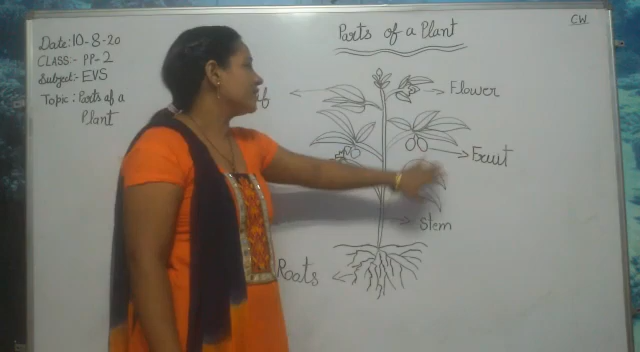 CW
Parts of a Plant
Date:10-8-20
CLASS:- PP-2
Subject:- EVS
Topic: Parts of a
Plant
Flower
Fruit
Stem
Roots